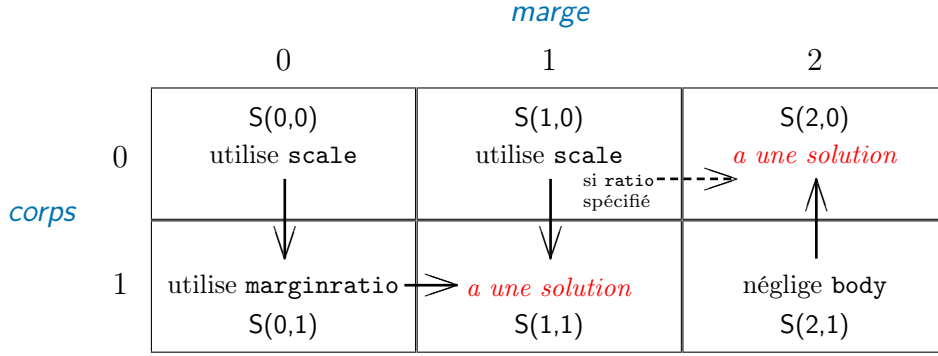 marge
0 1 2
S(0,0) S(1,0) S(2,0)
0 utilise scale utilise scale a une solution
si ratio
spécifié
corps
1 utilise marginratio a une solution néglige body
S(0,1) S(1,1) S(2,1)